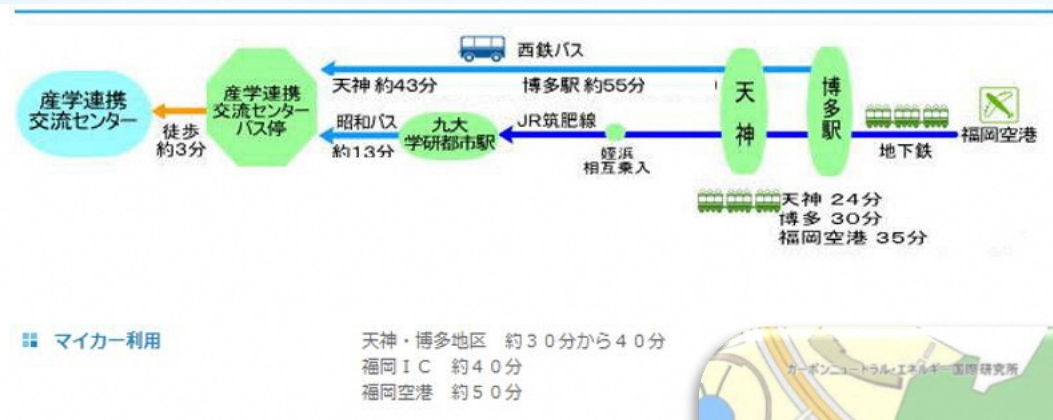 西鉄バス
天神 約43分
博多駅 約55分
産学連携
交流センター
徒歩
約3分
産学連携
交流センター
バス停
昭和バス
約13分
九大
学研都市駅
JR筑肥線
姪浜
相互乗入
天神
博多駅
地下鉄
福岡空港
天神 24分
博多 30分
福岡空港 35分
マイカー利用
天神・博多地区 約30分から40分
福岡IC 約40分
福岡空港 約50分
カーボンニュートラル・エネルギー国際研究所